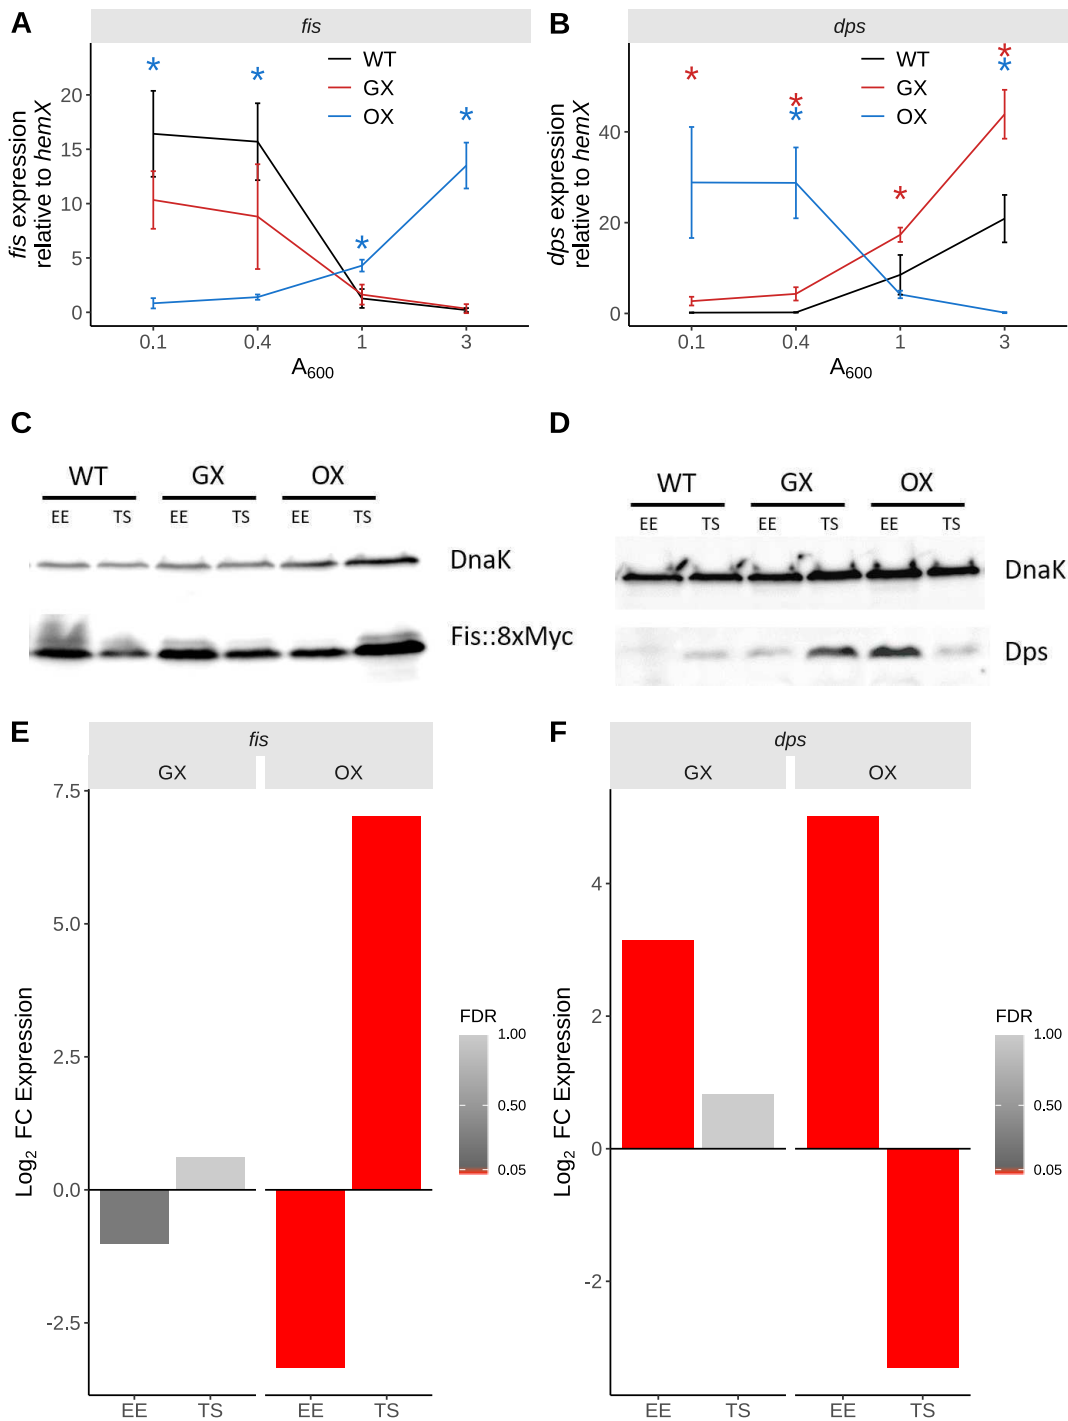 A
fis
WT
GX
OX
fis expression
relative to hemX
20
15
10
5
0
0.1
0.4
1
3
A600
B
dps
WT
GX
OX
dps expression
relative to hemX
40
20
0
0.1
0.4
1
3
A600
C
WT
GX
OX
EE
TS
EE
TS
EE
TS
DnaK
Fis::8xMyc
D
WT
GX
OX
EE
TS
EE
TS
EE
TS
DnaK
Dps
E
fis
GX
OX
Log2 FC Expression
7.5
5.0
2.5
0.0
-2.5
EE
TS
EE
TS
FDR
1.00
0.50
0.05
F
dps
GX
OX
Log2 FC Expression
4
2
0
-2
EE
TS
EE
TS
FDR
1.00
0.50
0.05